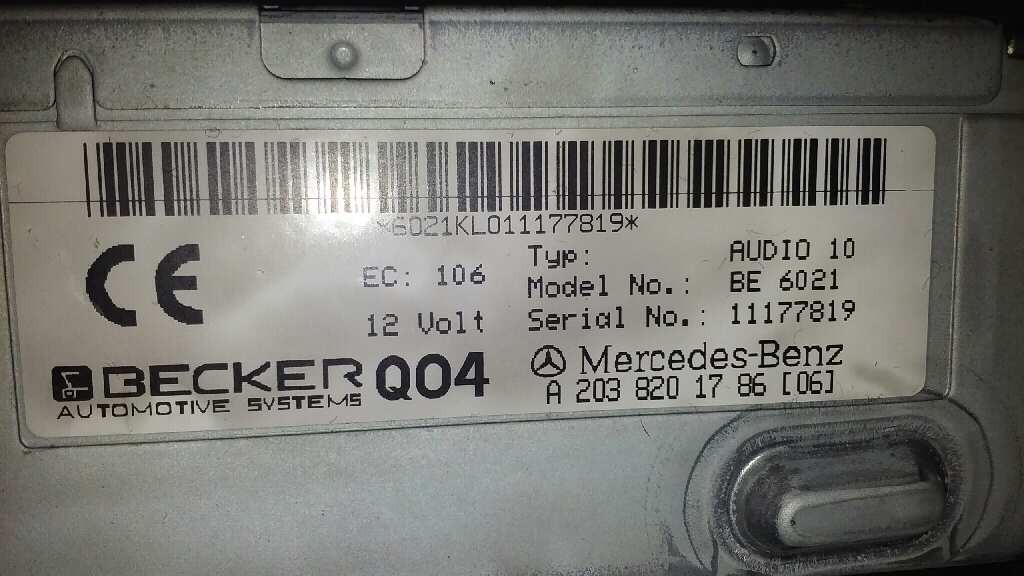 *6021KL011177819*
CE
EC: 106
12 Volt
Typ: AUDIO 10
Model No.: BE 6021
Serial No.: 11177819
BECKER Q04
AUTOMOTIVE SYSTEMS
Mercedes-Benz
A 203 820 17 86 [06]